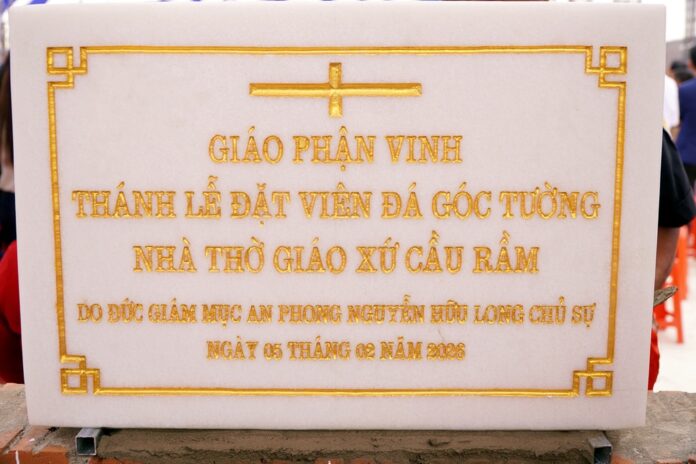 GIÁO PHẬN VINH
THÁNH LỄ ĐẶT VIÊN ĐÁ GÓC TƯỜNG
NHÀ THỜ GIÁO XỨ CẦU RẦM
DO ĐỨC GIÁM MỤC AN PHONG NGUYỄN HỮU LONG CHỦ SỰ
NGÀY 05 THÁNG 02 NĂM 2026